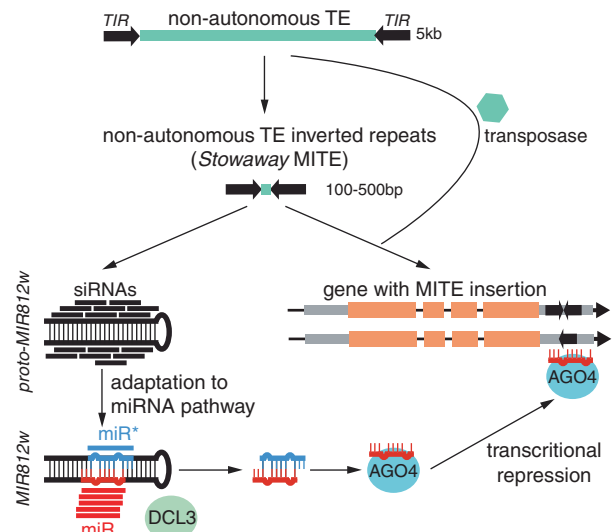 non-autonomous TE
TIR
TIR
5kb
non-autonomous TE inverted repeats
(Stowaway MITE)
transposase
100-500bp
proto-MIR812w
siRNAs
gene with MITE insertion
adaptation to
miRNA pathway
AGO4
MIR812w
miR*
miR
DCL3
AGO4
transcritional
repression